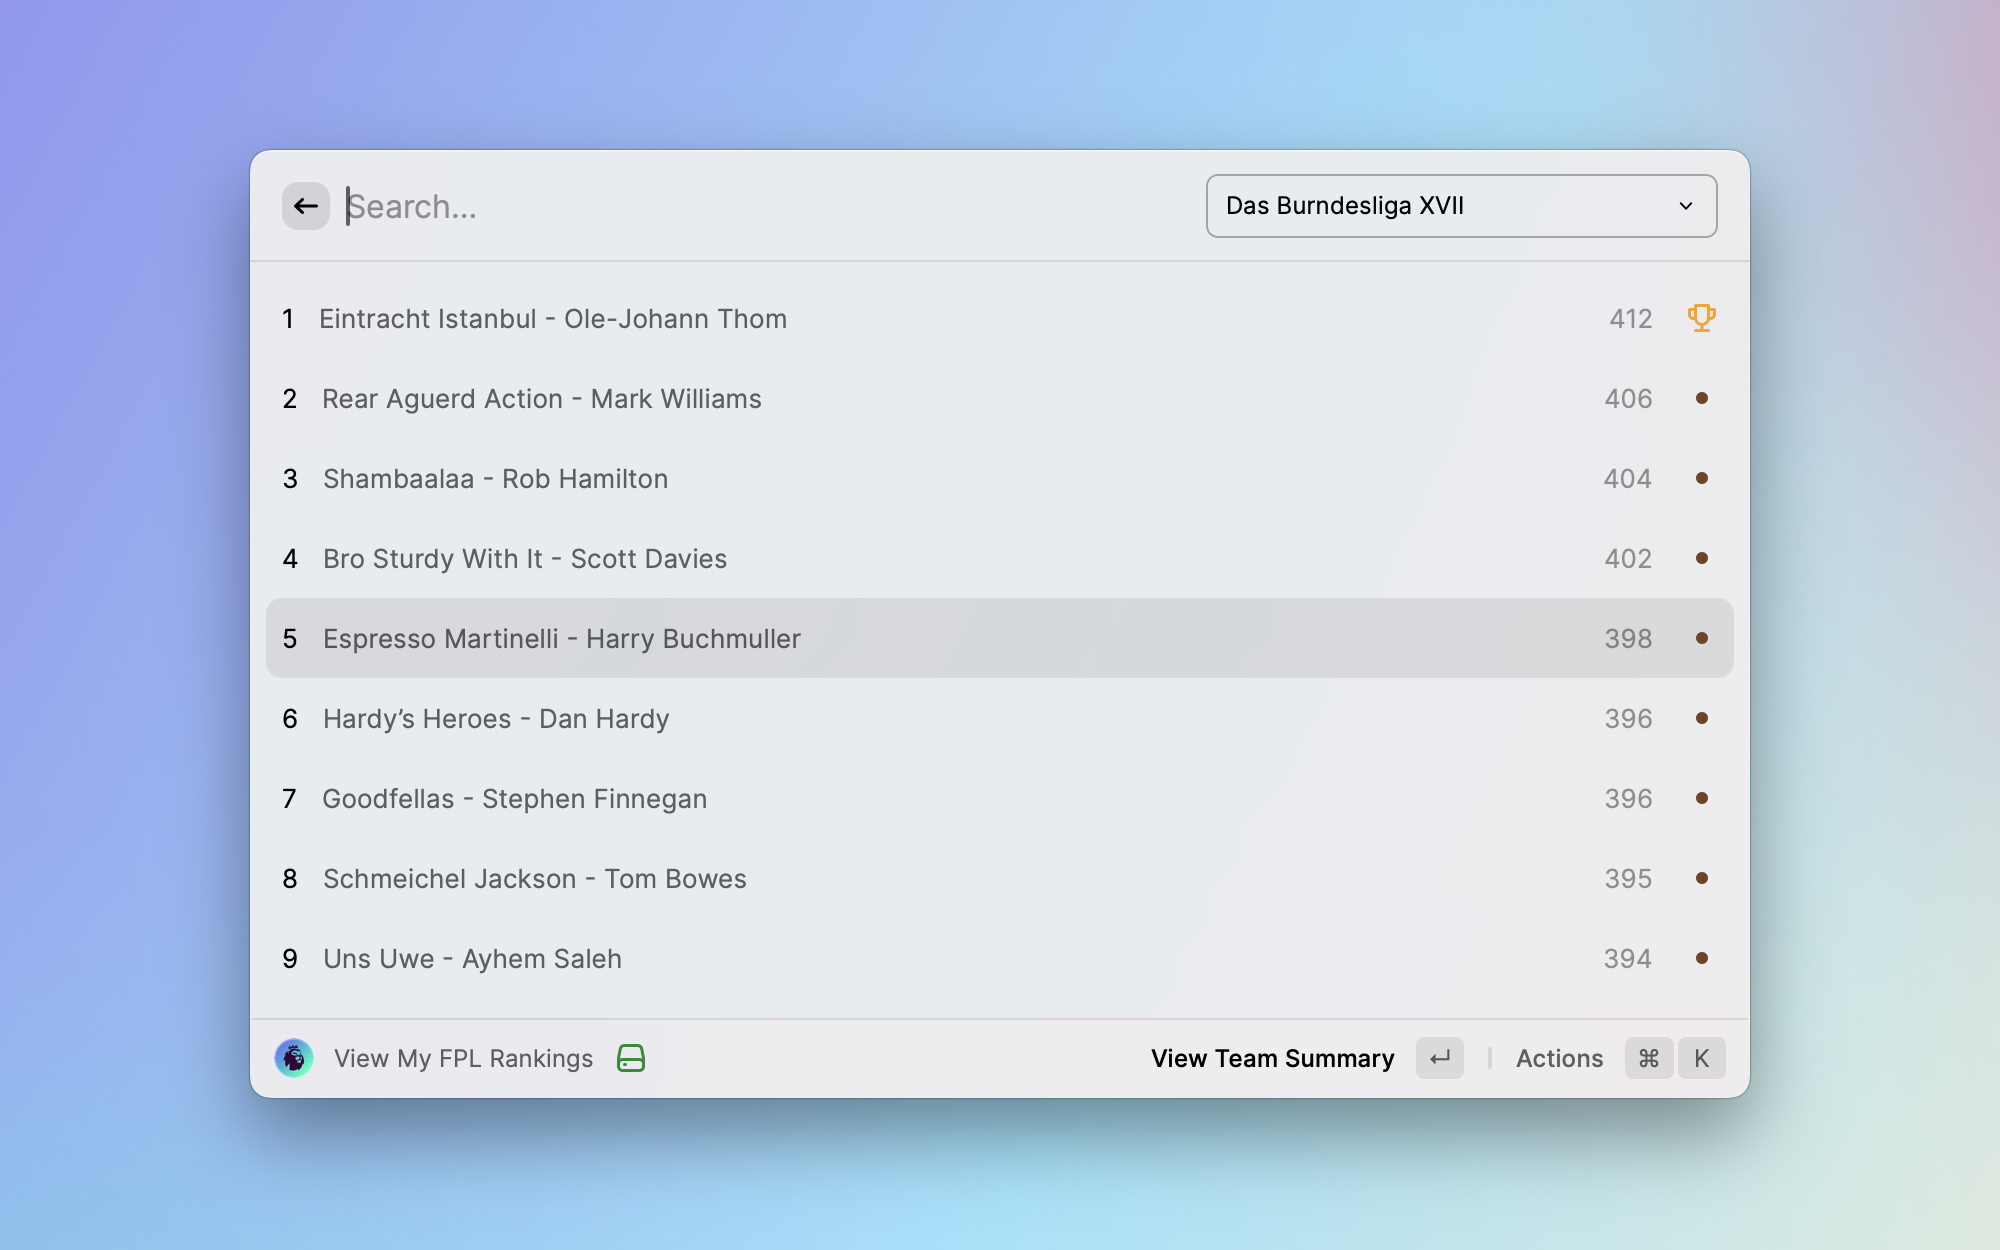 Search...
Das Burndesliga XVII
1 Eintracht Istanbul - Ole-Johann Thom 412
2 Rear Aguerd Action - Mark Williams 406
3 Shambaalaa - Rob Hamilton 404
4 Bro Sturdy With It - Scott Davies 402
5 Espresso Martinelli - Harry Buchmuller 398
6 Hardy’s Heroes - Dan Hardy 396
7 Goodfellas - Stephen Finnegan 396
8 Schmeichel Jackson - Tom Bowes 395
9 Uns Uwe - Ayhem Saleh 394
View My FPL Rankings
View Team Summary ↵ | Actions ⌘ K